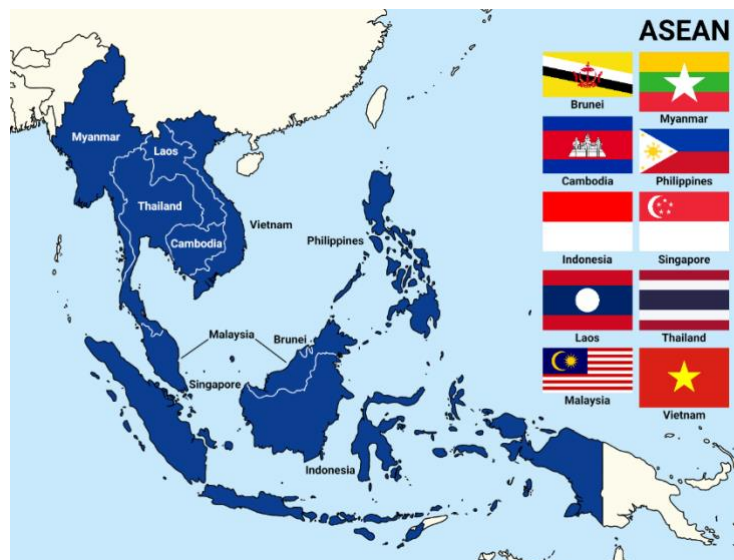 ASEAN
Brunei
Myanmar
Cambodia
Philippines
Indonesia
Singapore
Laos
Thailand
Malaysia
Vietnam
Myanmar
Laos
Thailand
Vietnam
Cambodia
Philippines
Malaysia
Brunei
Singapore
Indonesia